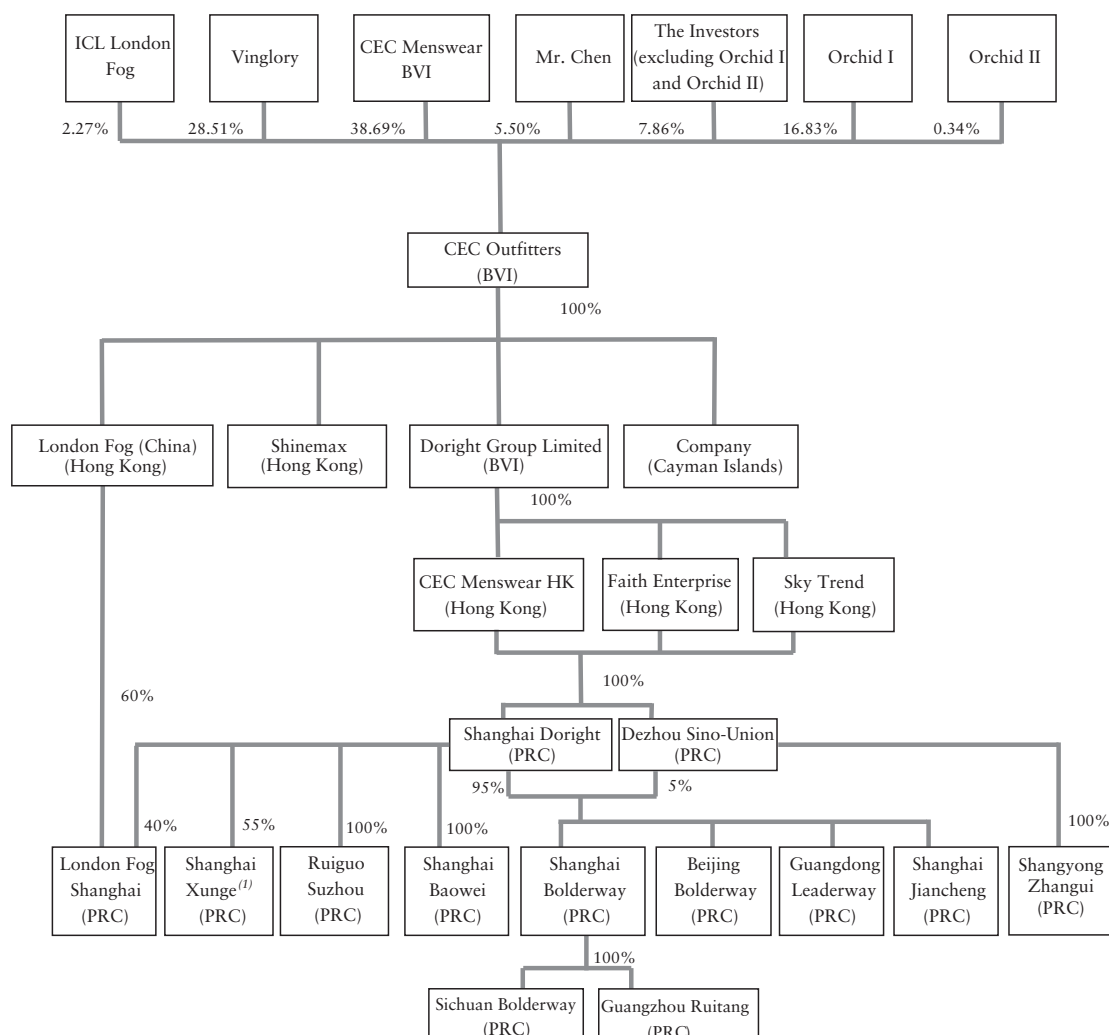 ICL London
Fog
Vinglory
CEC Menswear
BVI
Mr. Chen
The Investors
(excluding Orchid I
and Orchid II)
Orchid I
Orchid II
2.27%
28.51%
38.69%
5.50%
7.86%
16.83%
0.34%
CEC Outfitters
(BVI)
100%
London Fog (China)
(Hong Kong)
Shinemax
(Hong Kong)
Doright Group Limited
(BVI)
Company
(Cayman Islands)
100%
CEC Menswear HK
(Hong Kong)
Faith Enterprise
(Hong Kong)
Sky Trend
(Hong Kong)
100%
60%
Shanghai Doright
(PRC)
Dezhou Sino-Union
(PRC)
95%
5%
40%
55%
100%
100%
100%
London Fog
Shanghai
(PRC)
Shanghai
Xunge(1)
(PRC)
Ruiguo
Suzhou
(PRC)
Shanghai
Baowei
(PRC)
Shanghai
Bolderway
(PRC)
Beijing
Bolderway
(PRC)
Guangdong
Leaderway
(PRC)
Shanghai
Jiancheng
(PRC)
Shangyong
Zhangui
(PRC)
100%
Sichuan Bolderway
(PRC)
Guangzhou Ruitang
(PRC)